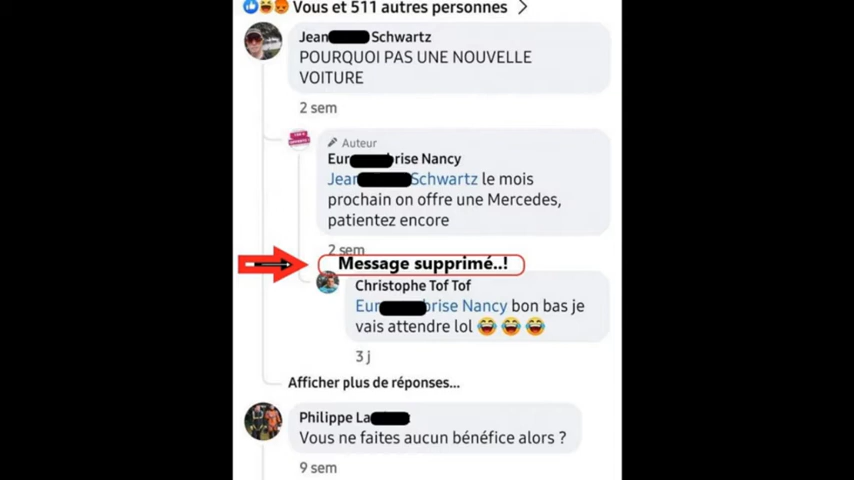 Vous et 511 autres personnes
Jean Schwartz
POURQUOI PAS UNE NOUVELLE
VOITURE
2 sem
Auteur
Eur brise Nancy
Jean Schwartz le mois
prochain on offre une Mercedes,
patientez encore
2 sem
Message supprimé..!
Christophe Tof Tof
Eur brise Nancy bon bas je
vais attendre lol 😂 😂 😂
3 j
Afficher plus de réponses...
Philippe La
Vous ne faites aucun bénéfice alors ?
9 sem